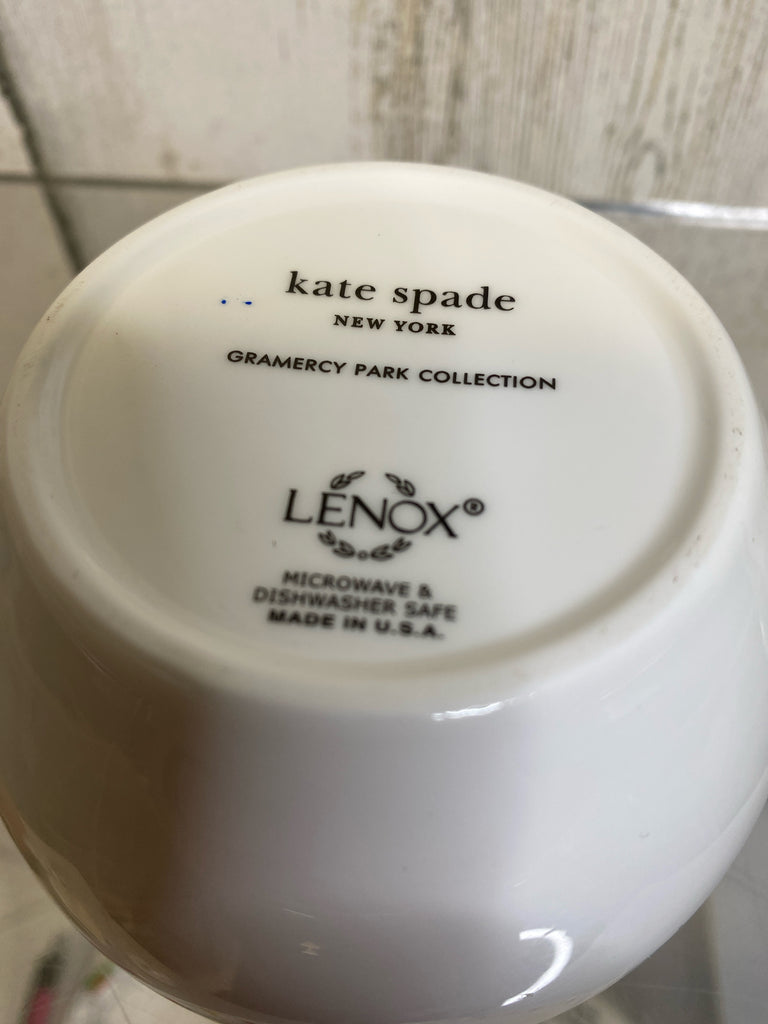 kate spade
NEW YORK
GRAMERCY PARK COLLECTION
LENOX®
MICROWAVE &
DISHWASHER SAFE
MADE IN U.S.A.